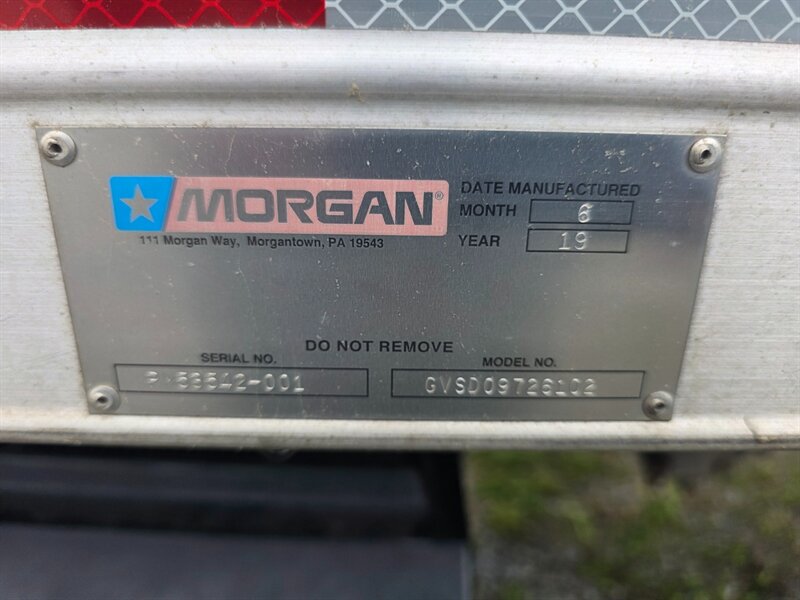 MORGAN®
111 Morgan Way, Morgantown, PA 19543
DATE MANUFACTURED
MONTH 6
YEAR 19
DO NOT REMOVE
SERIAL NO.
MODEL NO.
GVSD09726102